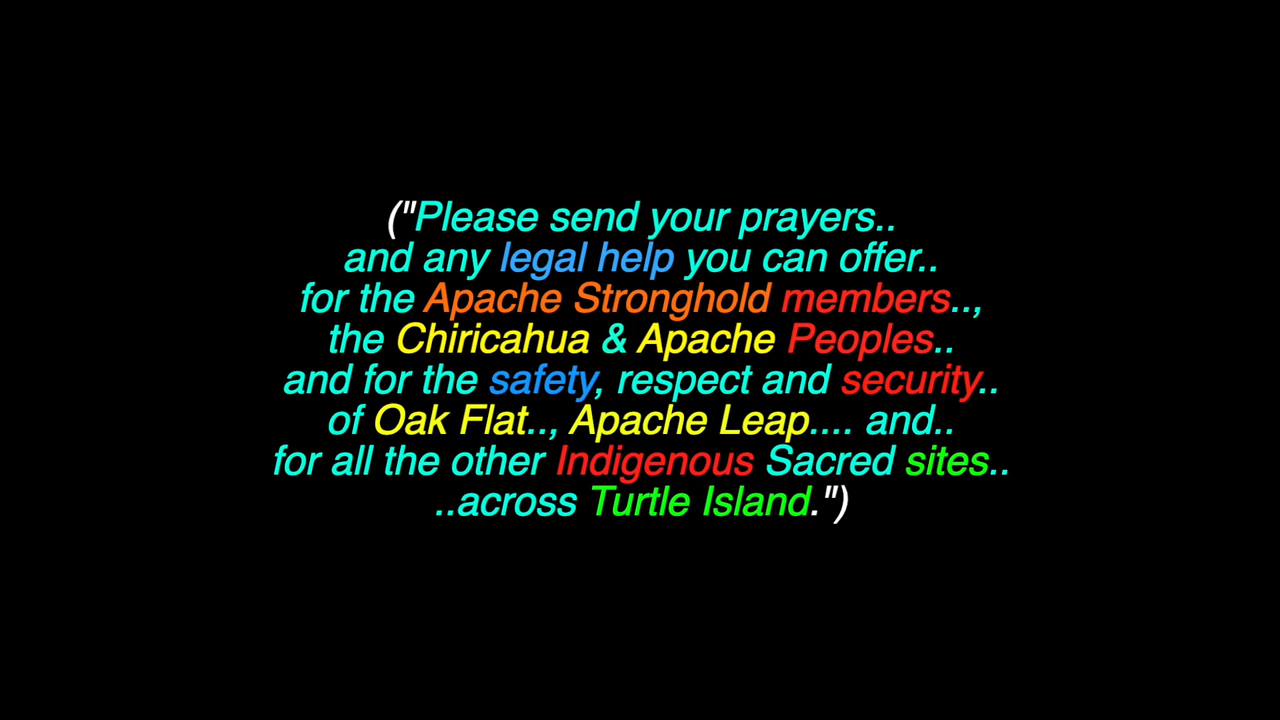 ("Please send your prayers..
and any legal help you can offer..
for the Apache Stronghold members..,
the Chiricahua & Apache Peoples..
and for the safety, respect and security..
of Oak Flat.., Apache Leap.... and..
for all the other Indigenous Sacred sites..
..across Turtle Island.")